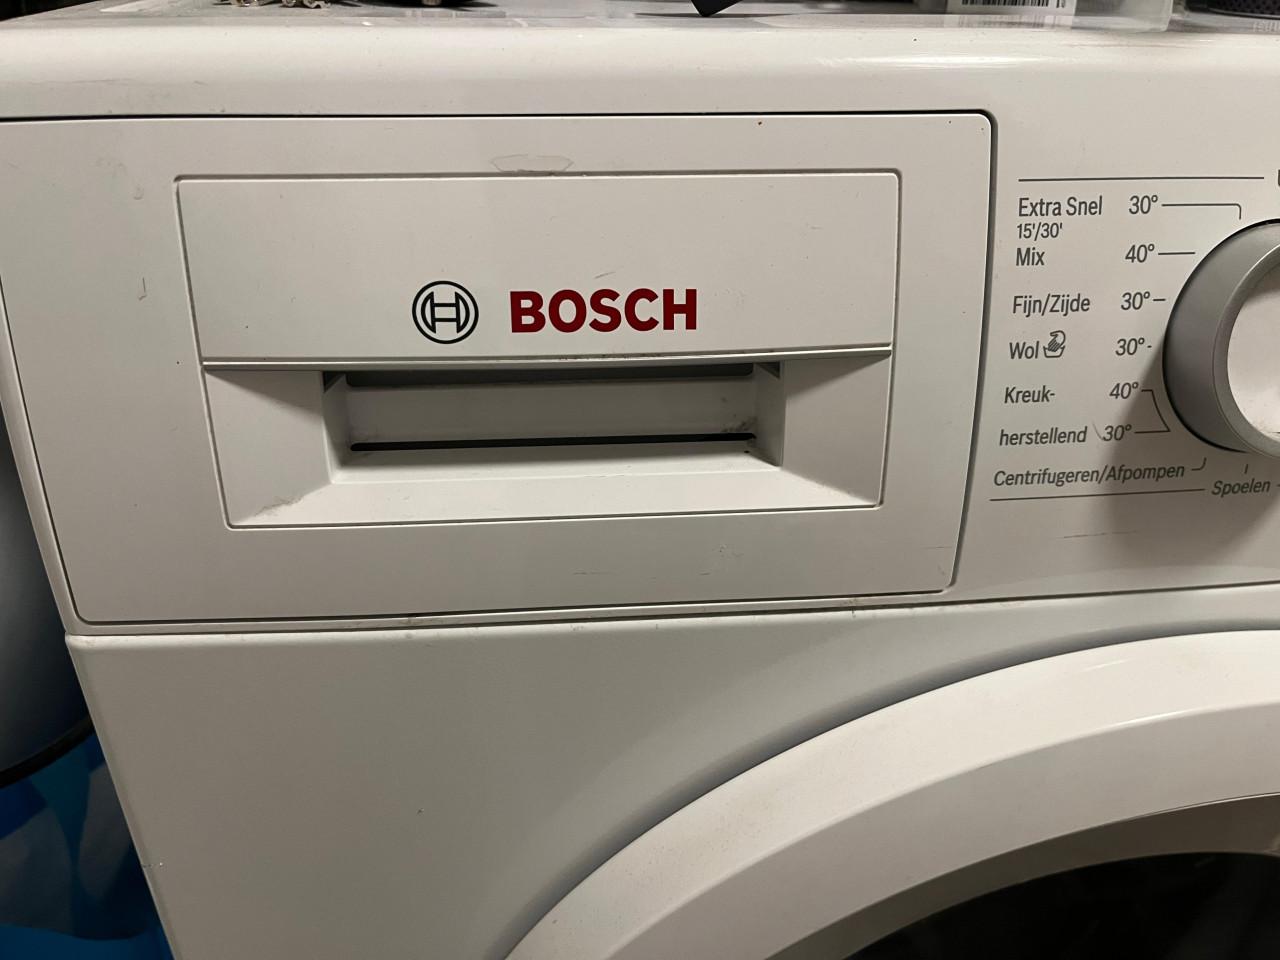 BOSCH
Extra Snel 30°
15'/30'
Mix 40°
Fijn/Zijde 30°
Wol 30°
Kreuk- 40°
herstellend 30°
Centrifugeren/Afpompen
Spoelen